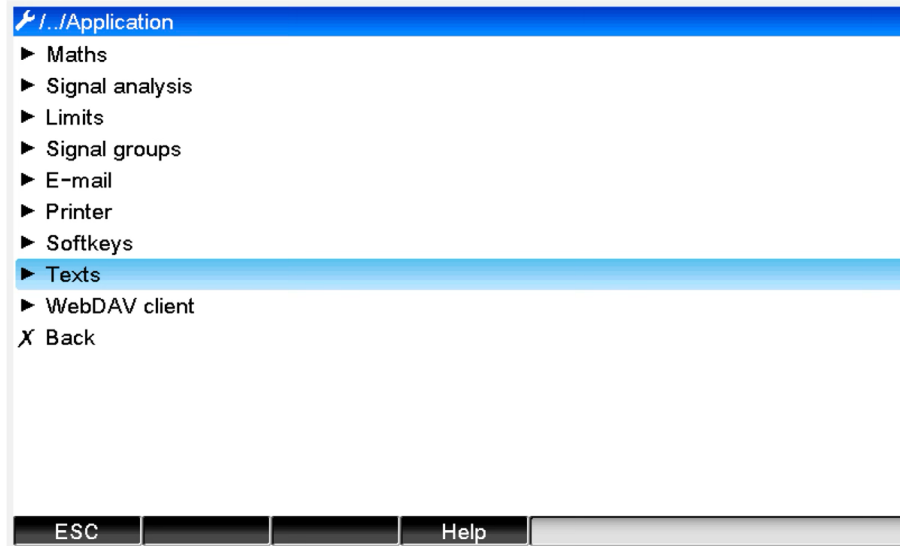 /../Application
Maths
Signal analysis
Limits
Signal groups
E-mail
Printer
Softkeys
Texts
WebDAV client
X Back
ESC Help